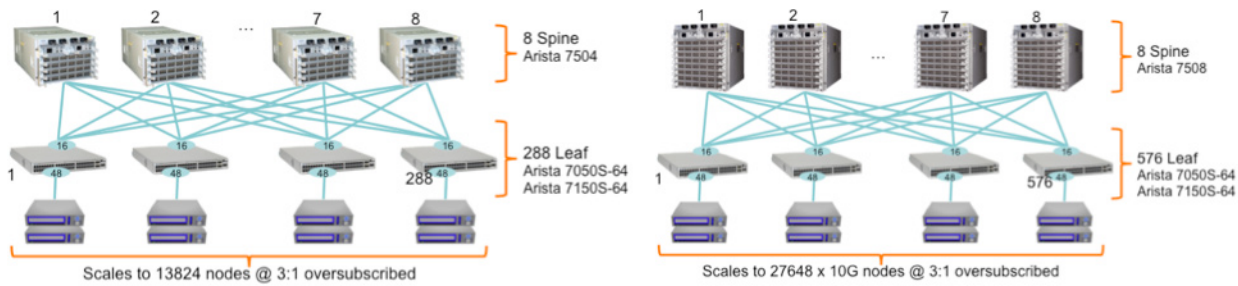 1 2 ... 7 8
8 Spine
Arista 7504
16 16 16 16
288 Leaf
Arista 7050S-64
Arista 7150S-64
1 48 48 48 288 48
Scales to 13824 nodes @ 3:1 oversubscribed
1 2 ... 7 8
8 Spine
Arista 7508
16 16 16 16
576 Leaf
Arista 7050S-64
Arista 7150S-64
1 48 48 48 576 48
Scales to 27648 x 10G nodes @ 3:1 oversubscribed